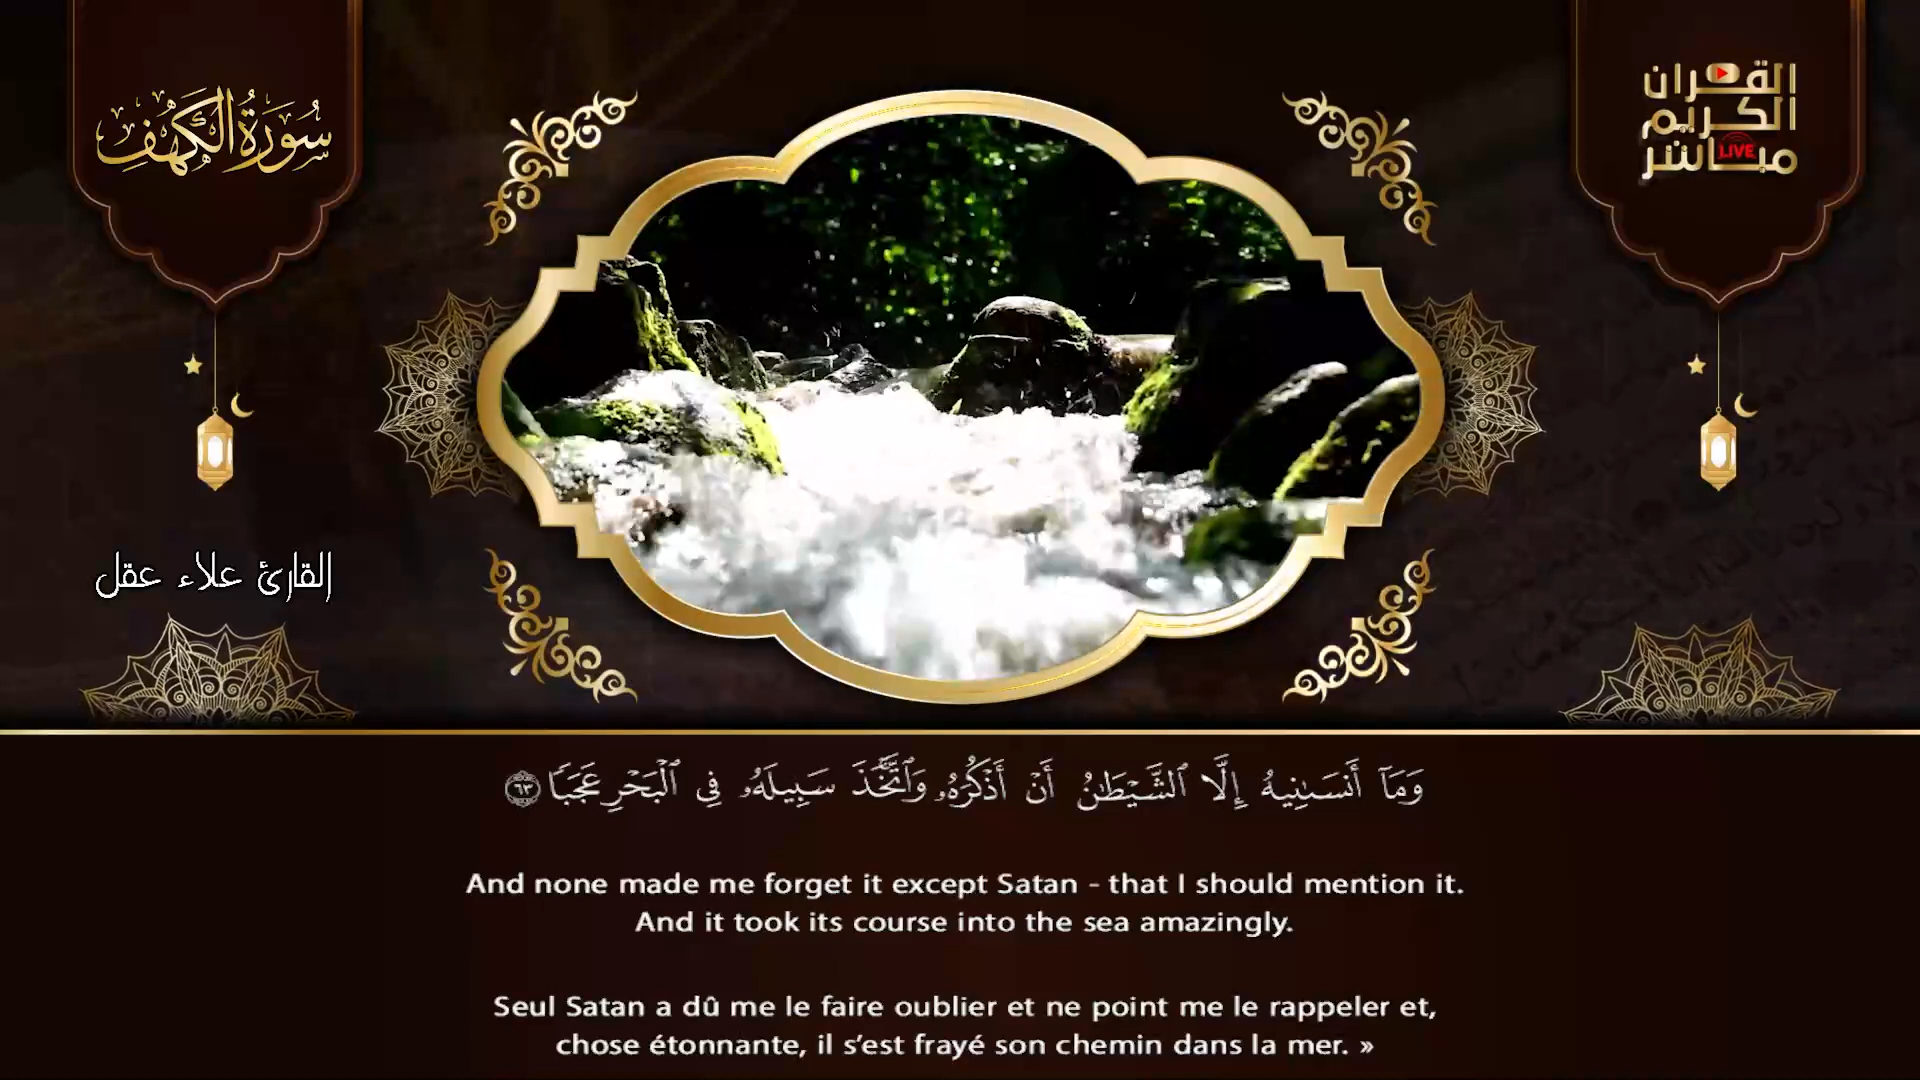 سُورَةُ الكَهْفِ
القرآن
الكريم
مباشر
LIVE
القارئ علاء عقل
وَمَآ أَنسَىٰنِيهُ إِلَّا ٱلشَّيْطَٰنُ أَنْ أَذْكُرَهُۥ وَٱتَّخَذَ سَبِيلَهُۥ فِى ٱلْبَحْرِ عَجَبًا ٦٣
And none made me forget it except Satan - that I should mention it.
And it took its course into the sea amazingly.
Seul Satan a dû me le faire oublier et ne point me le rappeler et,
chose étonnante, il s’est frayé son chemin dans la mer. »